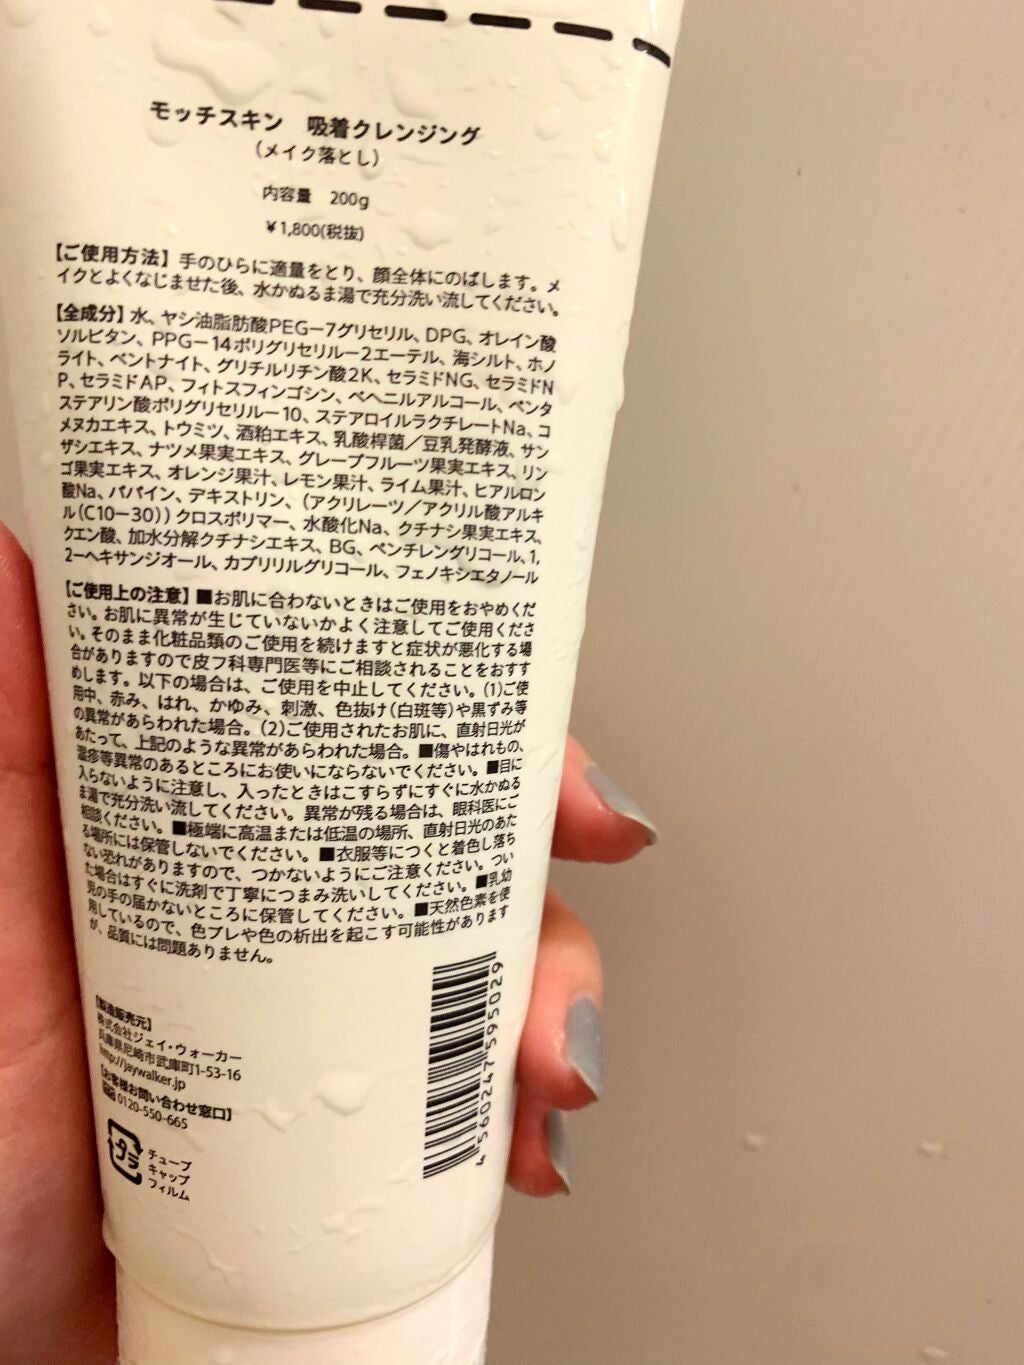 モッチスキン 吸着クレンジング
（メイク落とし）
内容量 200g
￥1,800(税抜)
【ご使用方法】手のひらに適量をとり、顔全体にのばします。メ
イクとよくなじませた後、水かぬるま湯で充分洗い流してください。
【全成分】水、ヤシ油脂肪酸PEG－7グリセリル、DPG、オレイン酸
ソルビタン、PPG－14ポリグリセリル－2エーテル、海シルト、ホノ
ライト、ベントナイト、グリチルリチン酸2K、セラミドNG、セラミドN
P、セラミドAP、フィトスフィンゴシン、ベヘニルアルコール、ペンタ
ステアリン酸ポリグリセリル－10、ステアロイルラクチレートNa、コ
メヌカエキス、トウミツ、酒粕エキス、乳酸桿菌／豆乳発酵液、サン
ザシエキス、ナツメ果実エキス、グレープフルーツ果実エキス、リン
ゴ果実エキス、オレンジ果汁、レモン果汁、ライム果汁、ヒアルロン
酸Na、パパイン、デキストリン、（アクリレーツ／アクリル酸アルキ
ル（C10－30））クロスポリマー、水酸化Na、クチナシ果実エキス、
クエン酸、加水分解クチナシエキス、BG、ペンチレングリコール、1,
2－ヘキサンジオール、カプリリルグリコール、フェノキシエタノール
【ご使用上の注意】■お肌に合わないときはご使用をおやめくだ
さい。お肌に異常が生じていないかよく注意してご使用くださ
い。そのまま化粧品類のご使用を続けますと症状が悪化する場
合がありますので皮フ科専門医等にご相談されることをおすす
めします。以下の場合は、ご使用を中止してください。（1）ご使
用中、赤み、はれ、かゆみ、刺激、色抜け（白斑等）や黒ずみ等
の異常があらわれた場合。（2）ご使用されたお肌に、直射日光が
あたって、上記のような異常があらわれた場合。■傷やはれもの、
湿疹等異常のあるところにお使いにならないでください。■目に
入らないように注意し、入ったときはこすらずにすぐに水かぬる
ま湯で充分洗い流してください。異常が残る場合は、眼科医にご
相談ください。■極端に高温または低温の場所、直射日光のあた
る場所には保管しないでください。■衣服等につくと着色し落ち
ない恐れがありますので、つかないようにご注意ください。つい
た場合はすぐに洗剤で丁寧につまみ洗いしてください。■乳幼
児の手の届かないところに保管してください。■天然色素を使
用しているので、色ブレや色の析出を起こす可能性があります
が、品質には問題ありません。
【製造販売元】
株式会社ジェイ・ウォーカー
兵庫県尼崎市武庫町1-53-16
http://jaywalker.jp
【お客様お問い合わせ窓口】
0120-550-665
プラ
チューブ
キャップ
フィルム
4560247595029